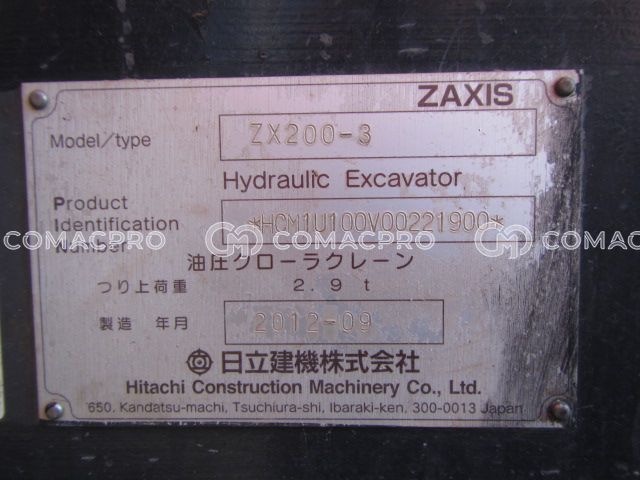 ZAXIS
Model/type ZX200-3
Hydraulic Excavator
Product
Identification
Number *HCM1U100V00221900*
COMACPRO COMACPRO COMACPRO
油圧クローラクレーン
つり上荷重 2.9 t
製造 年月 2012-09
日立建機株式会社
Hitachi Construction Machinery Co., Ltd.
650, Kandatsu-machi, Tsuchiura-shi, Ibaraki-ken, 300-0013 Japan